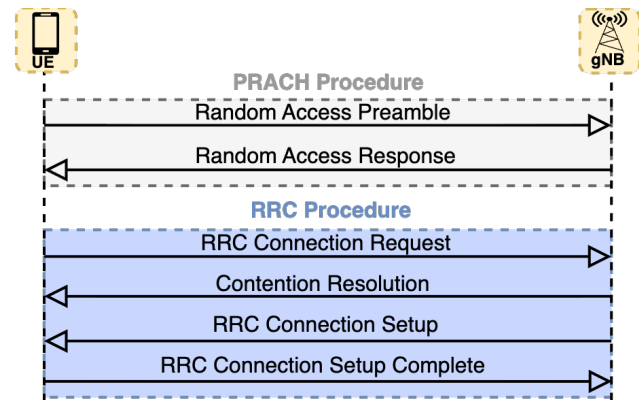 UE
gNB
PRACH Procedure
Random Access Preamble
Random Access Response
RRC Procedure
RRC Connection Request
Contention Resolution
RRC Connection Setup
RRC Connection Setup Complete